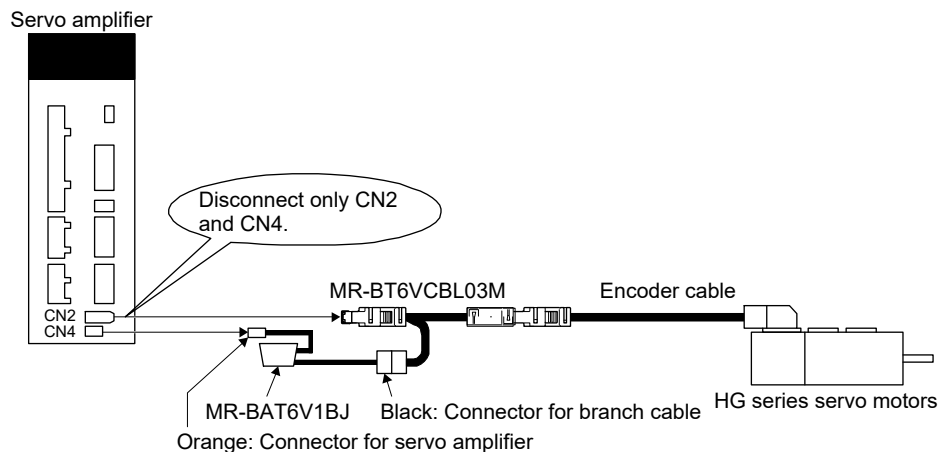 Servo amplifier
Disconnect only CN2
and CN4.
MR-BT6VCBL03M
Encoder cable
CN2
CN4
MR-BAT6V1BJ
Black: Connector for branch cable
HG series servo motors
Orange: Connector for servo amplifier